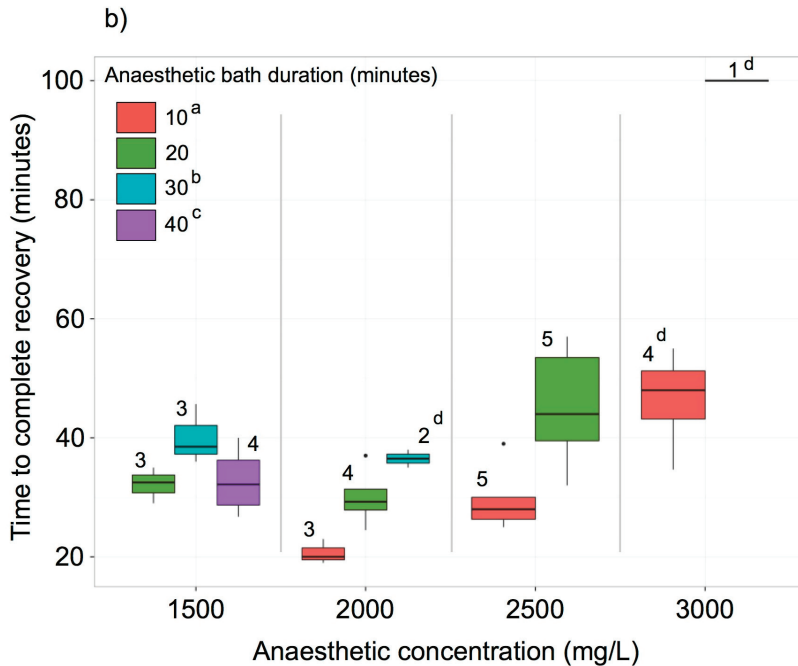 b)
Anaesthetic bath duration (minutes)
10 a
20
30 b
40 c
Time to complete recovery (minutes)
100
80
60
40
20
1 d
3
3
4
3
4
2 d
5
5
4 d
1500
2000
2500
3000
Anaesthetic concentration (mg/L)